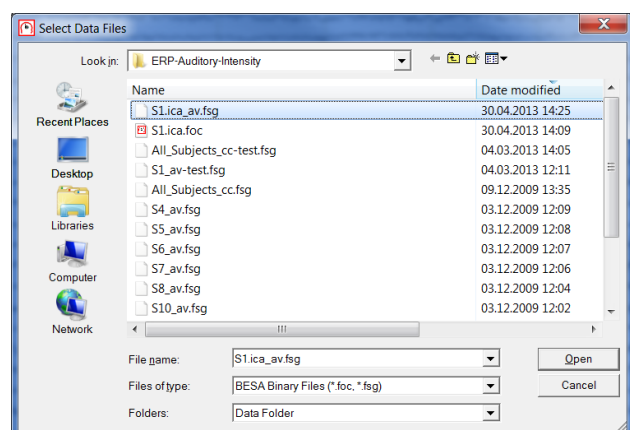 Select Data Files
Look in: ERP-Auditory-Intensity
Name Date modified
S1.ica_av.fsg 30.04.2013 14:25
S1.ica.foc 30.04.2013 14:09
All_Subjects_cc-test.fsg 04.03.2013 14:05
S1_av-test.fsg 04.03.2013 12:11
All_Subjects_cc.fsg 09.12.2009 13:35
S4_av.fsg 03.12.2009 12:09
S5_av.fsg 03.12.2009 12:08
S6_av.fsg 03.12.2009 12:07
S7_av.fsg 03.12.2009 12:06
S8_av.fsg 03.12.2009 12:04
S10_av.fsg 03.12.2009 12:02
Recent Places
Desktop
Libraries
Computer
Network
File name: S1.ica_av.fsg Open
Files of type: BESA Binary Files (*.foc, *.fsg) Cancel
Folders: Data Folder